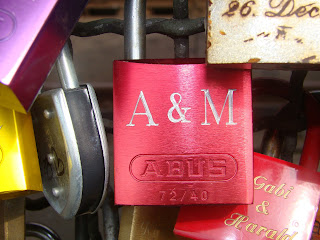 26. Dec
A & M
ABUS
72/40
Gabi
&
Harald